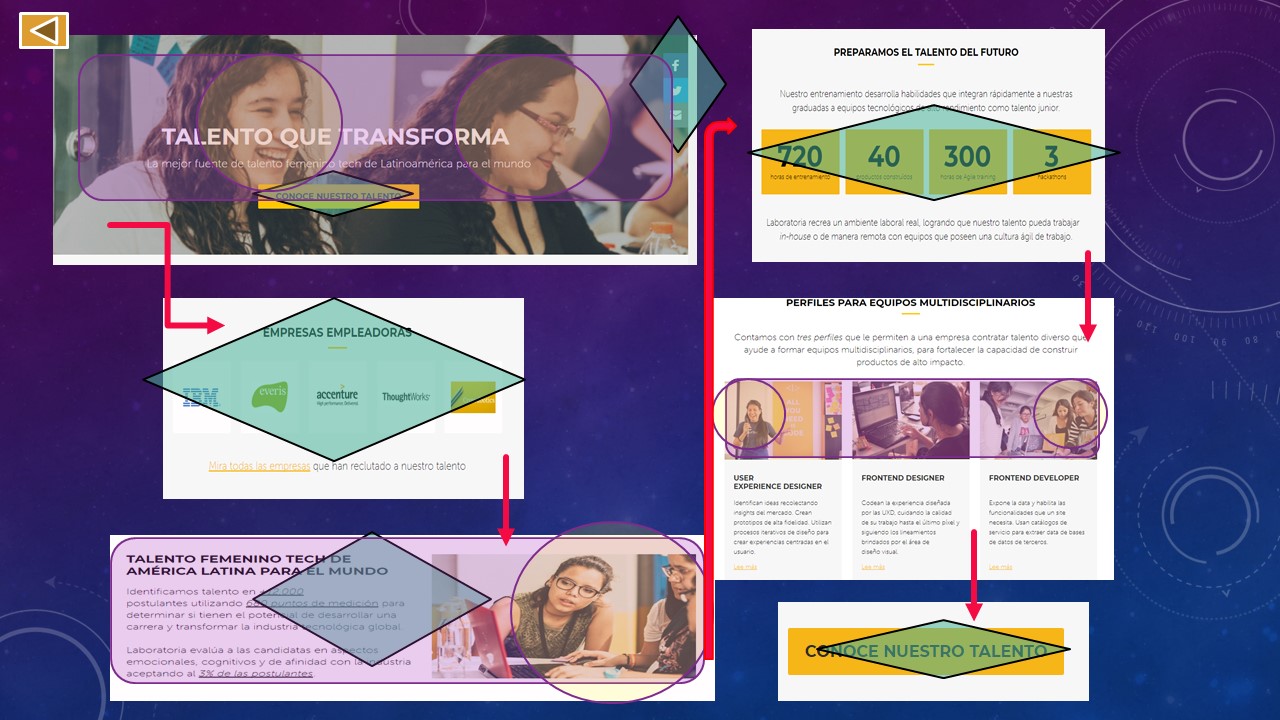 TALENTO QUE TRANSFORMA
La mejor fuente de talento femenino tech de Latinoamérica para el mundo
CONOCE NUESTRO TALENTO
EMPRESAS EMPLEADORAS
IBM
everis
accenture
High performance. Delivered.
ThoughtWorks
Mira todas las empresas que han reclutado a nuestro talento
TALENTO FEMENINO TECH DE
AMÉRICA LATINA PARA EL MUNDO
Identificamos talento en
postulantes utilizando puntos de medición para
determinar si tienen el potencial de desarrollar una
carrera y transformar la industria tecnológica global.
Laboratoria evalúa a las candidatas en aspectos
emocionales, cognitivos y de afinidad con la industria
aceptando al 3% de las postulantes.
PREPARAMOS EL TALENTO DEL FUTURO
Nuestro entrenamiento desarrolla habilidades que integran rápidamente a nuestras
graduadas a equipos tecnológicos de alto rendimiento como talento junior.
720 40 300 3
horas de entrenamiento productos construidos horas de Agile training hackathons
Laboratoria recrea un ambiente laboral real, logrando que nuestro talento pueda trabajar
in-house o de manera remota con equipos que poseen una cultura ágil de trabajo.
PERFILES PARA EQUIPOS MULTIDISCIPLINARIOS
Contamos con tres perfiles que le permiten a una empresa contratar talento diverso que
ayude a formar equipos multidisciplinarios, para fortalecer la capacidad de construir
productos de alto impacto.
USER
EXPERIENCE DESIGNER
Identifican ideas recolectando
insights del mercado. Crean
prototipos de alta fidelidad. Utilizan
procesos iterativos de diseño para
crear experiencias centradas en el
usuario.
Lee más
FRONTEND DESIGNER
Codean la experiencia diseñada
por las UXD, cuidando la calidad
de su trabajo hasta el último pixel y
siguiendo los lineamientos
brindados por el área de
diseño visual.
Lee más
FRONTEND DEVELOPER
Expone la data y habilita las
funcionalidades que un site
necesita. Usan catálogos de
servicio para extraer data de bases
de datos de terceros.
Lee más
CONOCE NUESTRO TALENTO